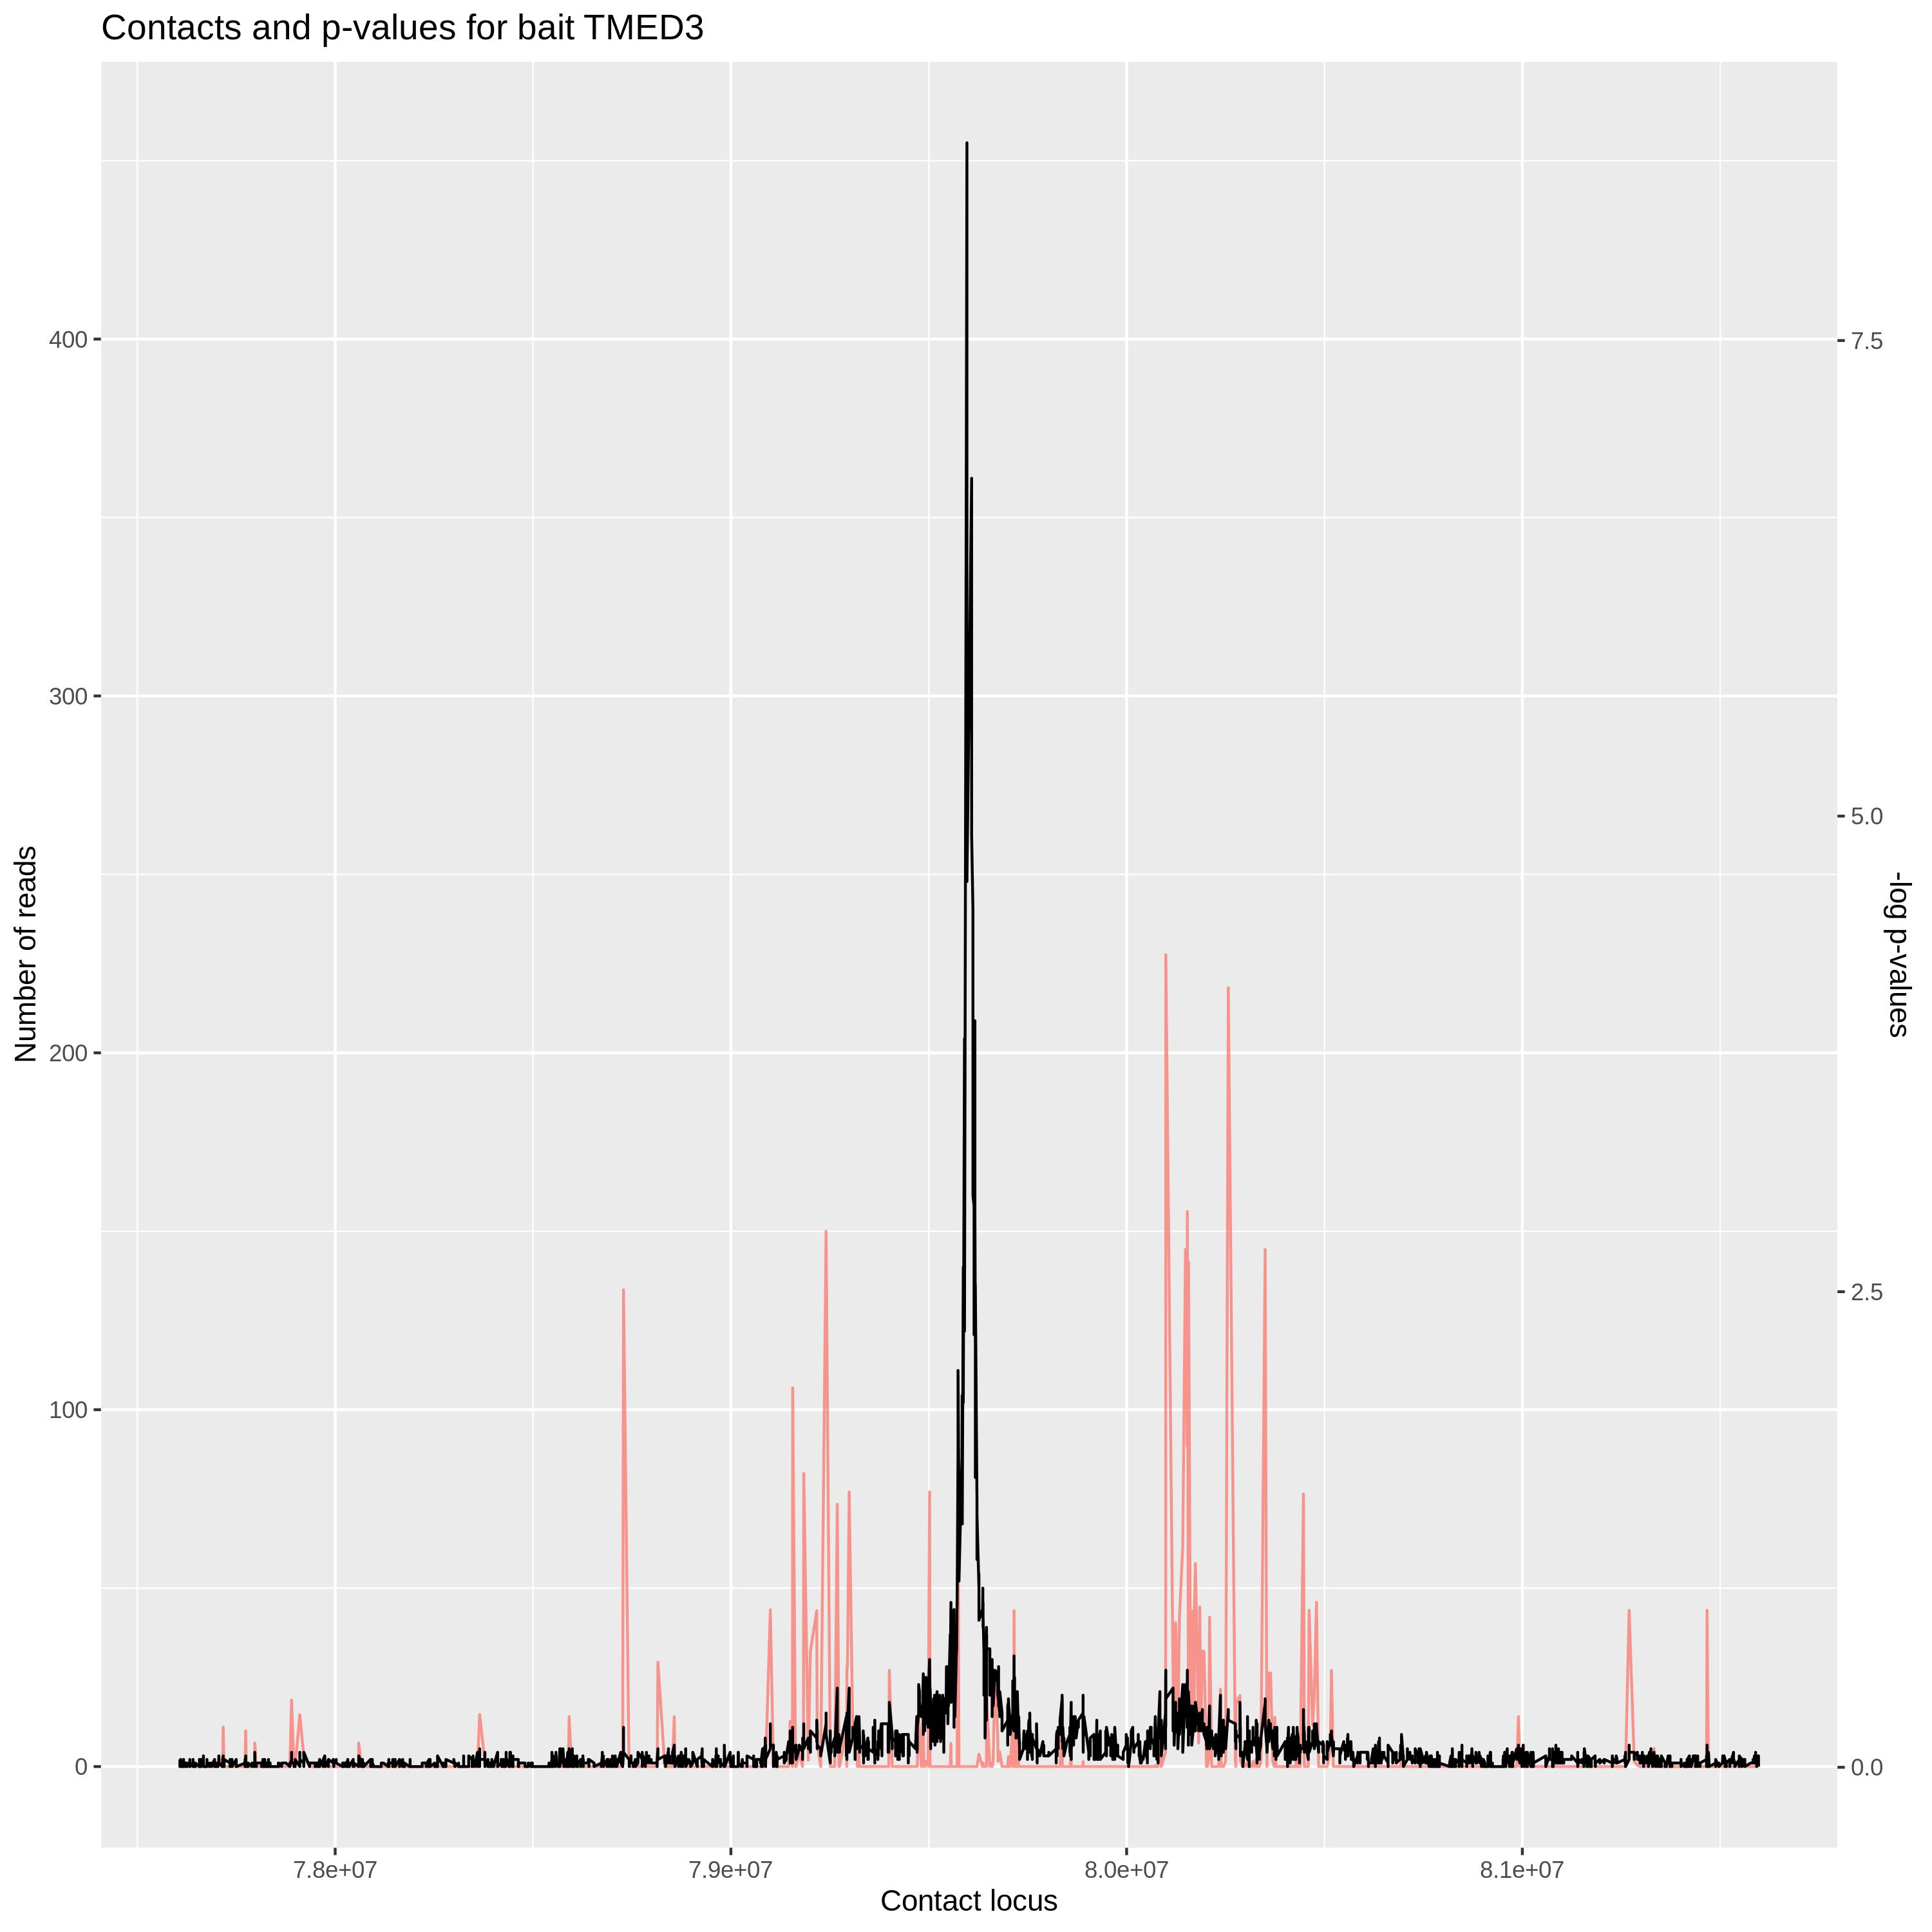 Contacts and p-values for bait TMED3
400
300
200
100
0
Number of reads
7.5
5.0
2.5
0.0
-log p-values
7.8e+07
7.9e+07
8.0e+07
8.1e+07
Contact locus